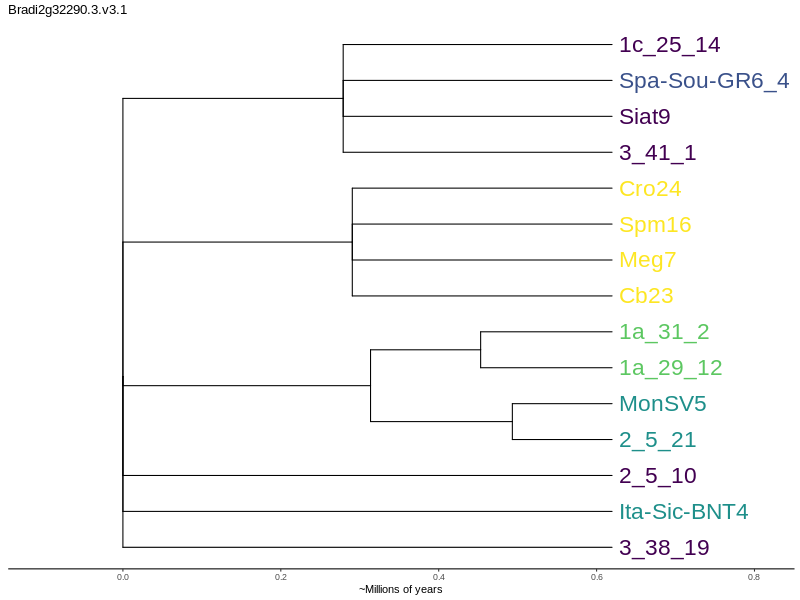 Bradi2g32290.3.v3.1
1c_25_14
Spa-Sou-GR6_4
Siat9
3_41_1
Cro24
Spm16
Meg7
Cb23
1a_31_2
1a_29_12
MonSV5
2_5_21
2_5_10
Ita-Sic-BNT4
3_38_19
0.0 0.2 0.4 0.6 0.8
~Millions of years